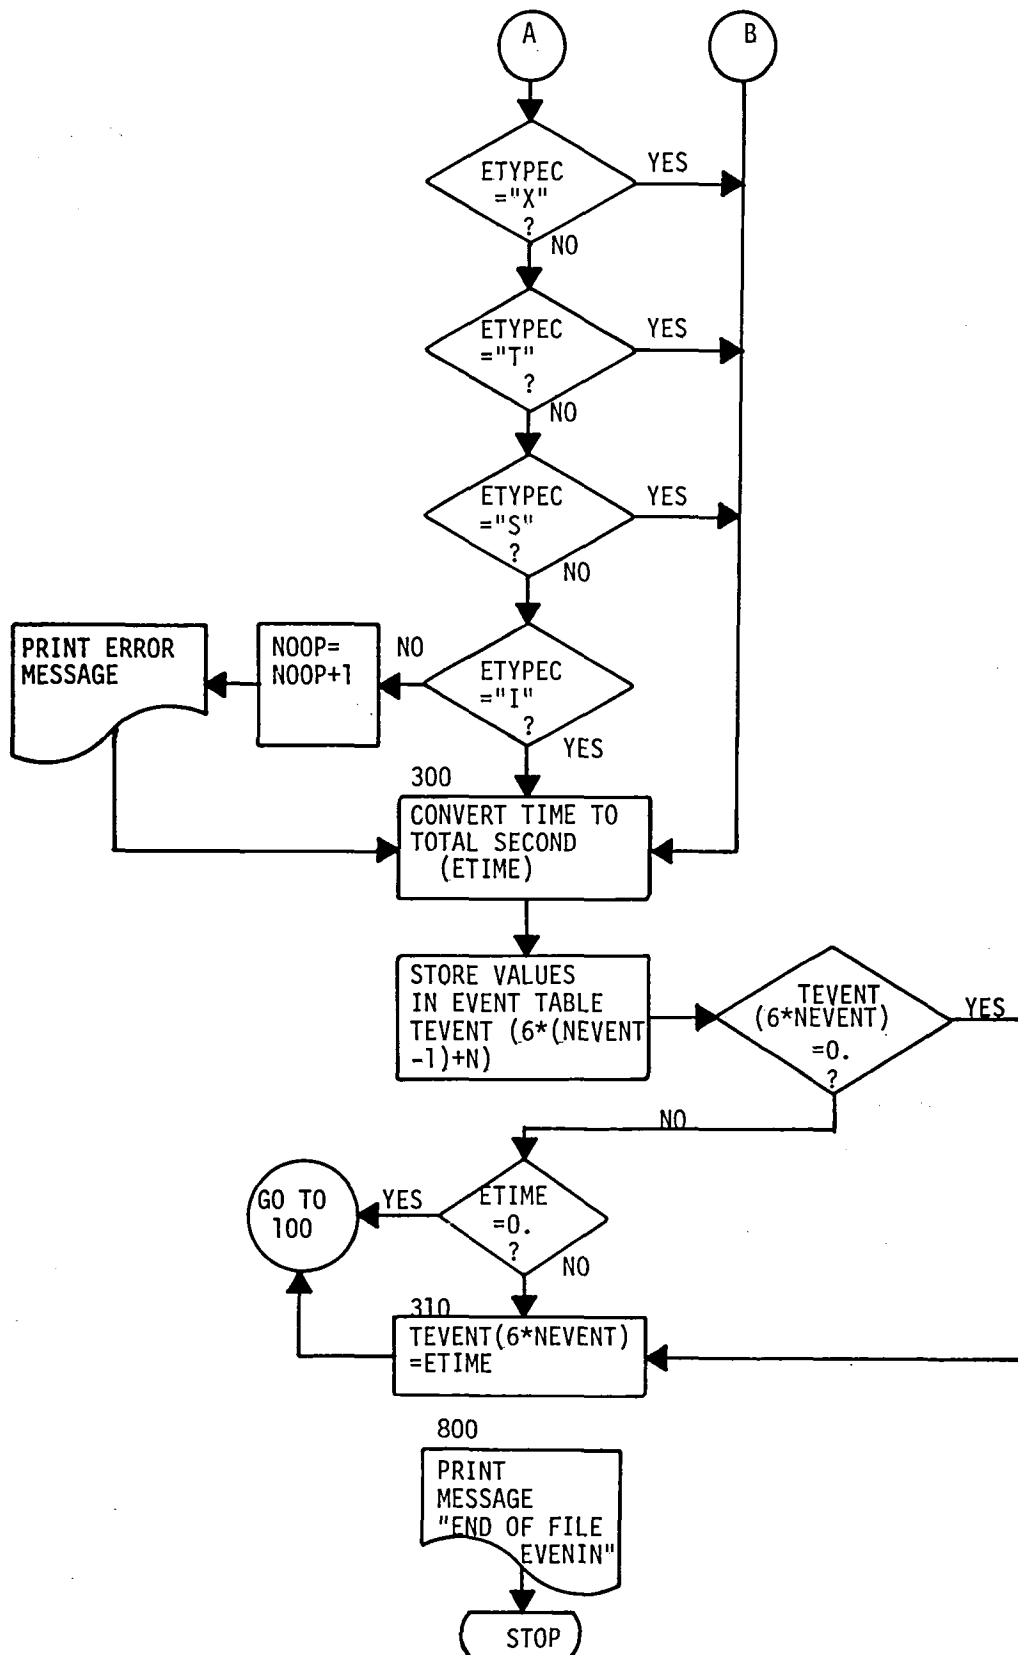 A
B
ETYPEC
="X"
?
YES
NO
ETYPEC
="T"
?
YES
NO
ETYPEC
="S"
?
YES
NO
PRINT ERROR
MESSAGE
NOOP=
NOOP+1
NO
ETYPEC
="I"
?
YES
300
CONVERT TIME TO
TOTAL SECOND
(ETIME)
STORE VALUES
IN EVENT TABLE
TEVENT (6*(NEVENT
-1)+N)
TEVENT
(6*NEVENT)
=0.
?
YES
NO
GO TO
100
YES
ETIME
=0.
?
NO
310
TEVENT(6*NEVENT)
=ETIME
800
PRINT
MESSAGE
"END OF FILE
EVENIN"
STOP